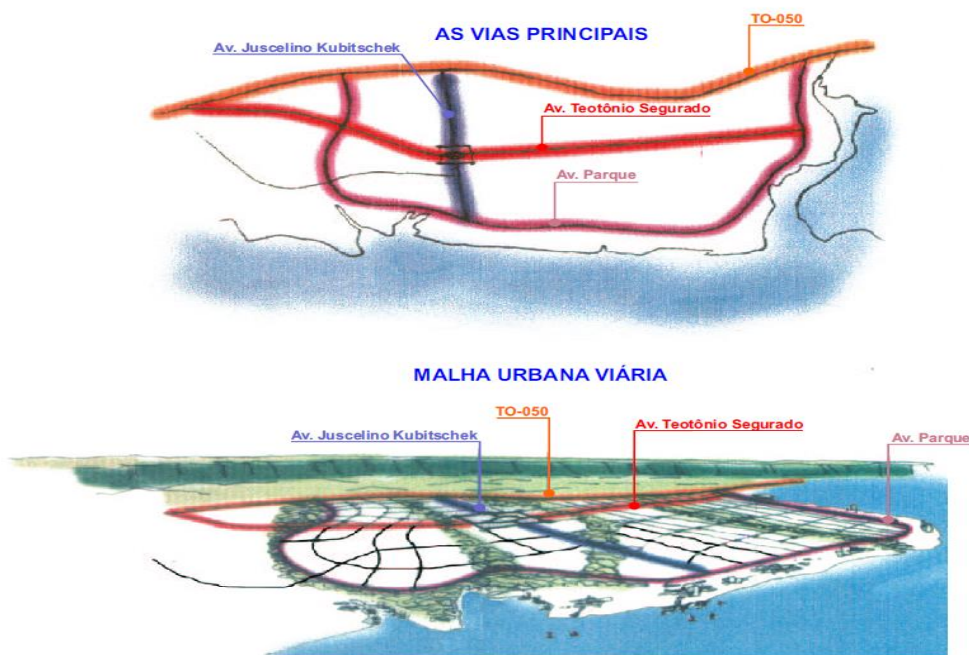 AS VIAS PRINCIPAIS
TO-050
Av. Juscelino Kubitschek
Av. Teotônio Segurado
Av. Parque
MALHA URBANA VIÁRIA
TO-050
Av. Juscelino Kubitschek
Av. Teotônio Segurado
Av. Parque